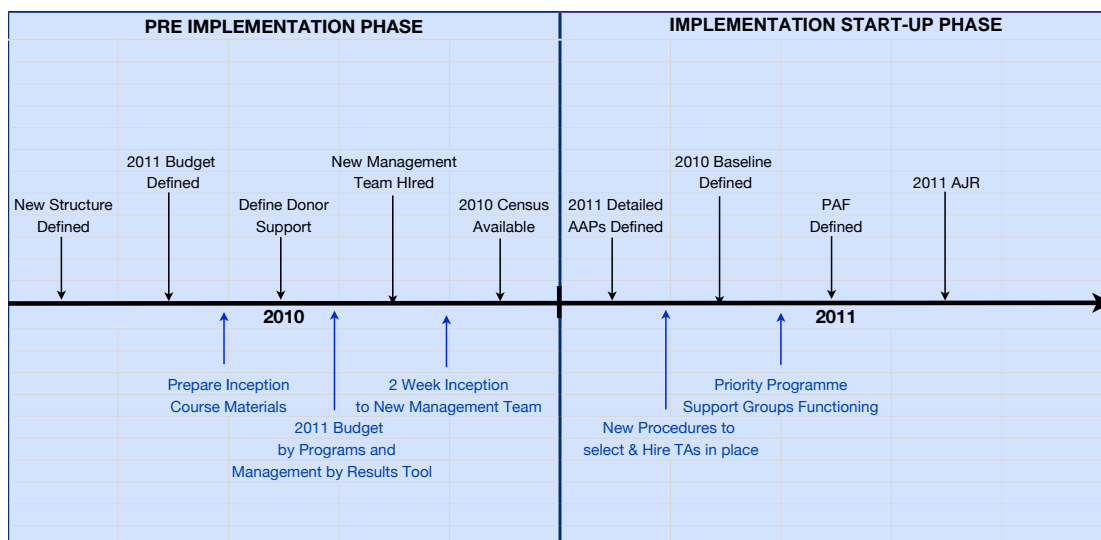 PRE IMPLEMENTATION PHASE
IMPLEMENTATION START-UP PHASE
New Structure
Defined
2011 Budget
Defined
Define Donor
Support
New Management
Team HIred
2010 Census
Available
2011 Detailed
AAPs Defined
2010 Baseline
Defined
PAF
Defined
2011 AJR
2010
2011
Prepare Inception
Course Materials
2011 Budget
by Programs and
Management by Results Tool
2 Week Inception
to New Management Team
New Procedures to
select & Hire TAs in place
Priority Programme
Support Groups Functioning